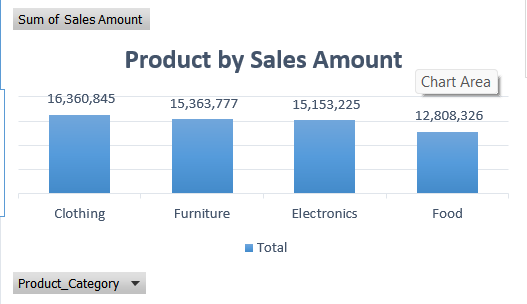 Sum of Sales Amount
Product by Sales Amount
Chart Area
16,360,845 15,363,777 15,153,225 12,808,326
Clothing Furniture Electronics Food
Total
Product_Category